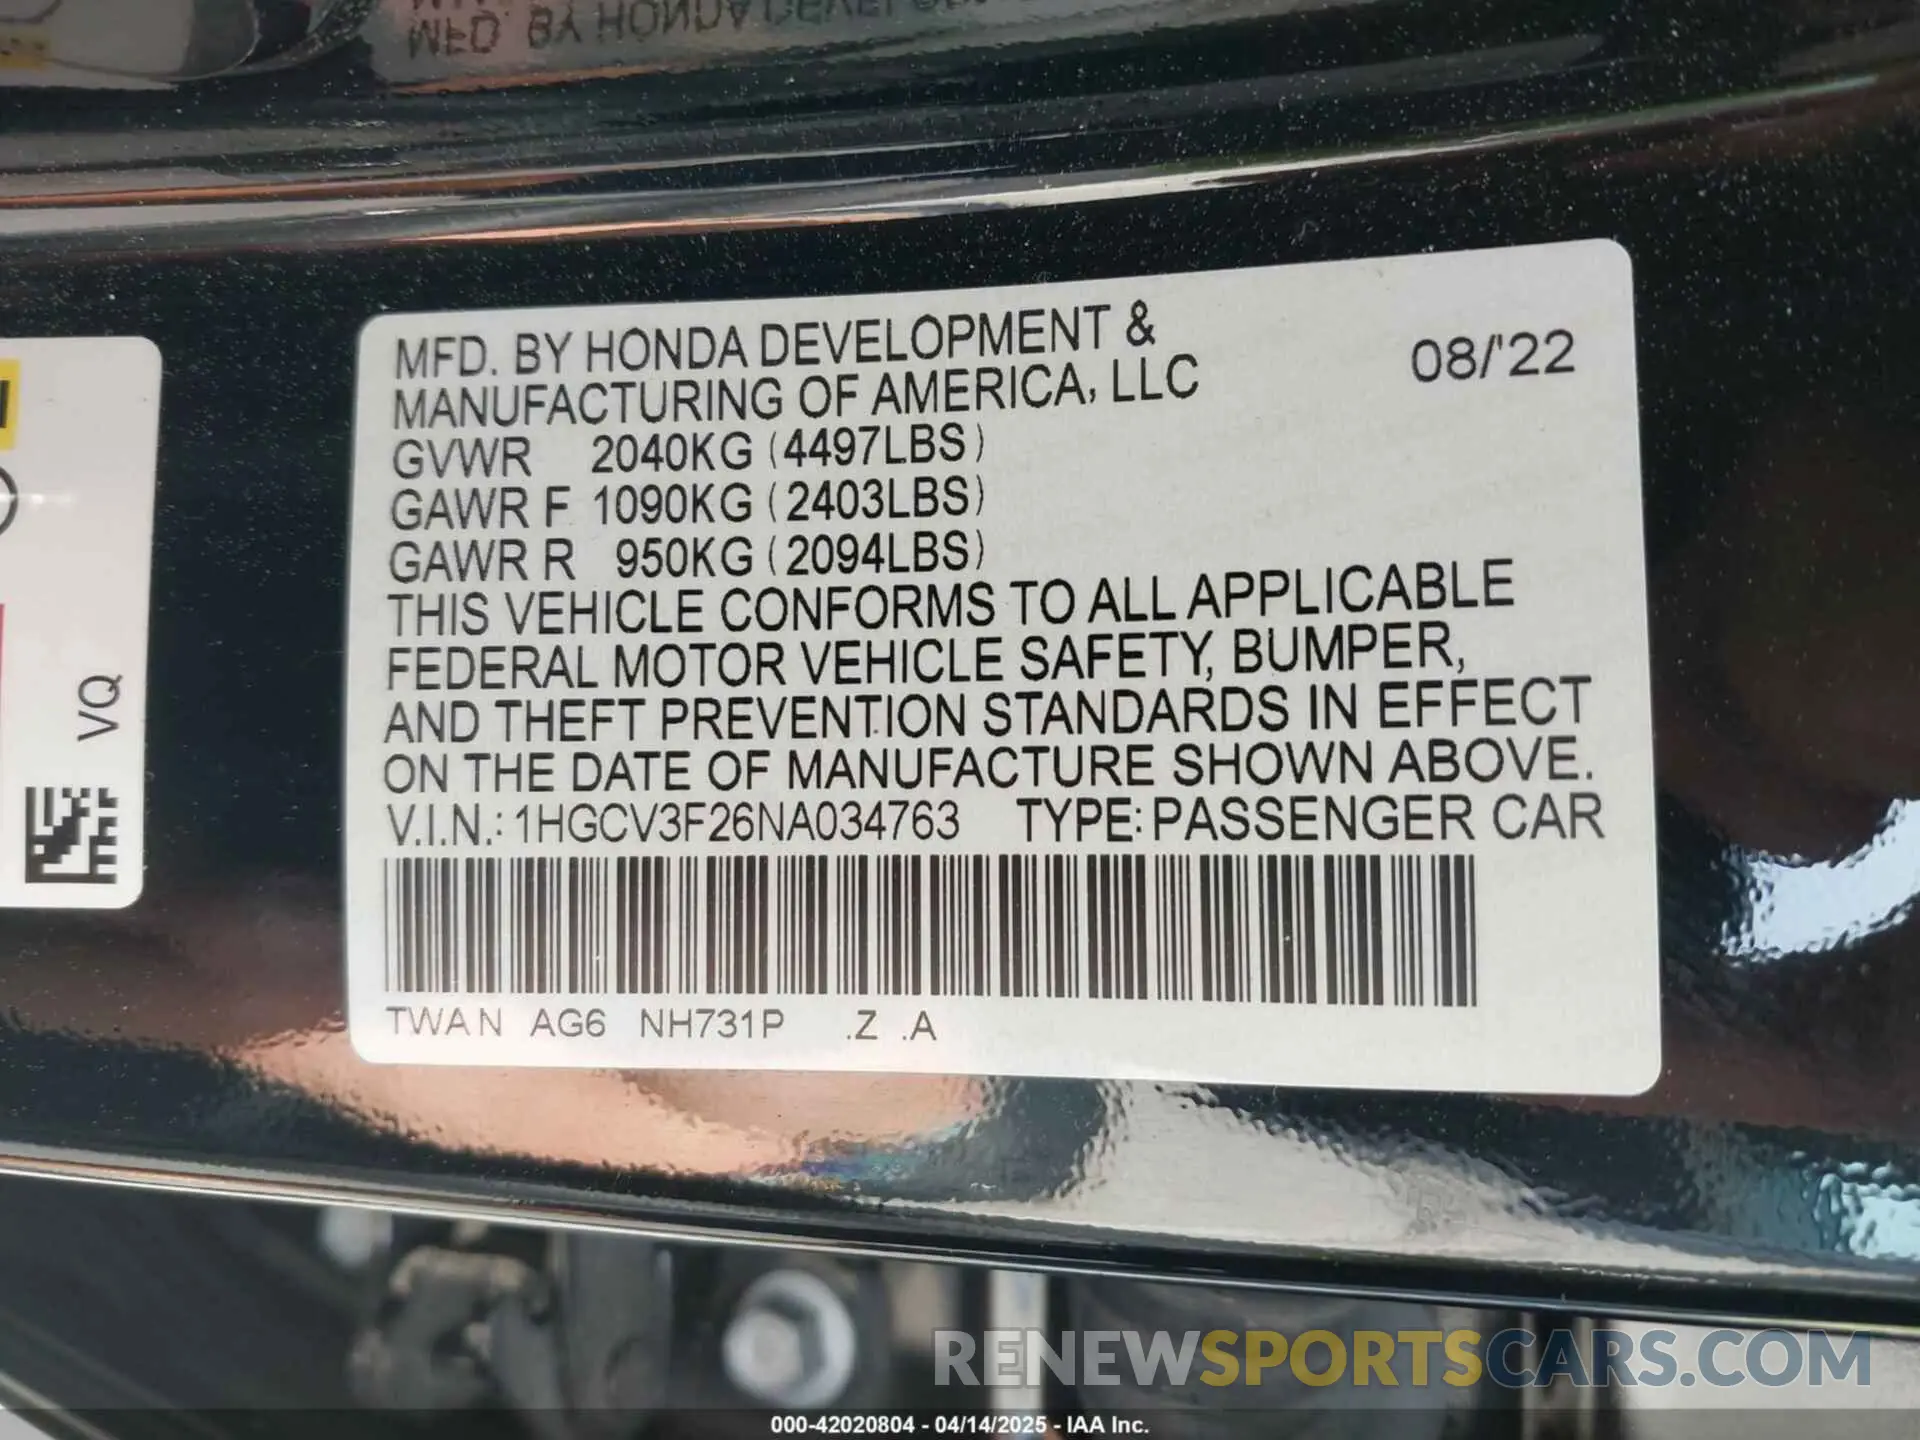 MFD. BY HONDA DEVELOPMENT &
MANUFACTURING OF AMERICA, LLC
08/'22
GVWR 2040KG (4497LBS)
GAWR F 1090KG (2403LBS)
GAWR R 950KG (2094LBS)
THIS VEHICLE CONFORMS TO ALL APPLICABLE
FEDERAL MOTOR VEHICLE SAFETY, BUMPER,
AND THEFT PREVENTION STANDARDS IN EFFECT
ON THE DATE OF MANUFACTURE SHOWN ABOVE.
V.I.N.: 1HGCV3F26NA034763 TYPE: PASSENGER CAR
TWAN AG6 NH731P .Z .A
VQ
RENEWSPORTSCARS.COM
000-42020804 - 04/14/2025 - IAA Inc.